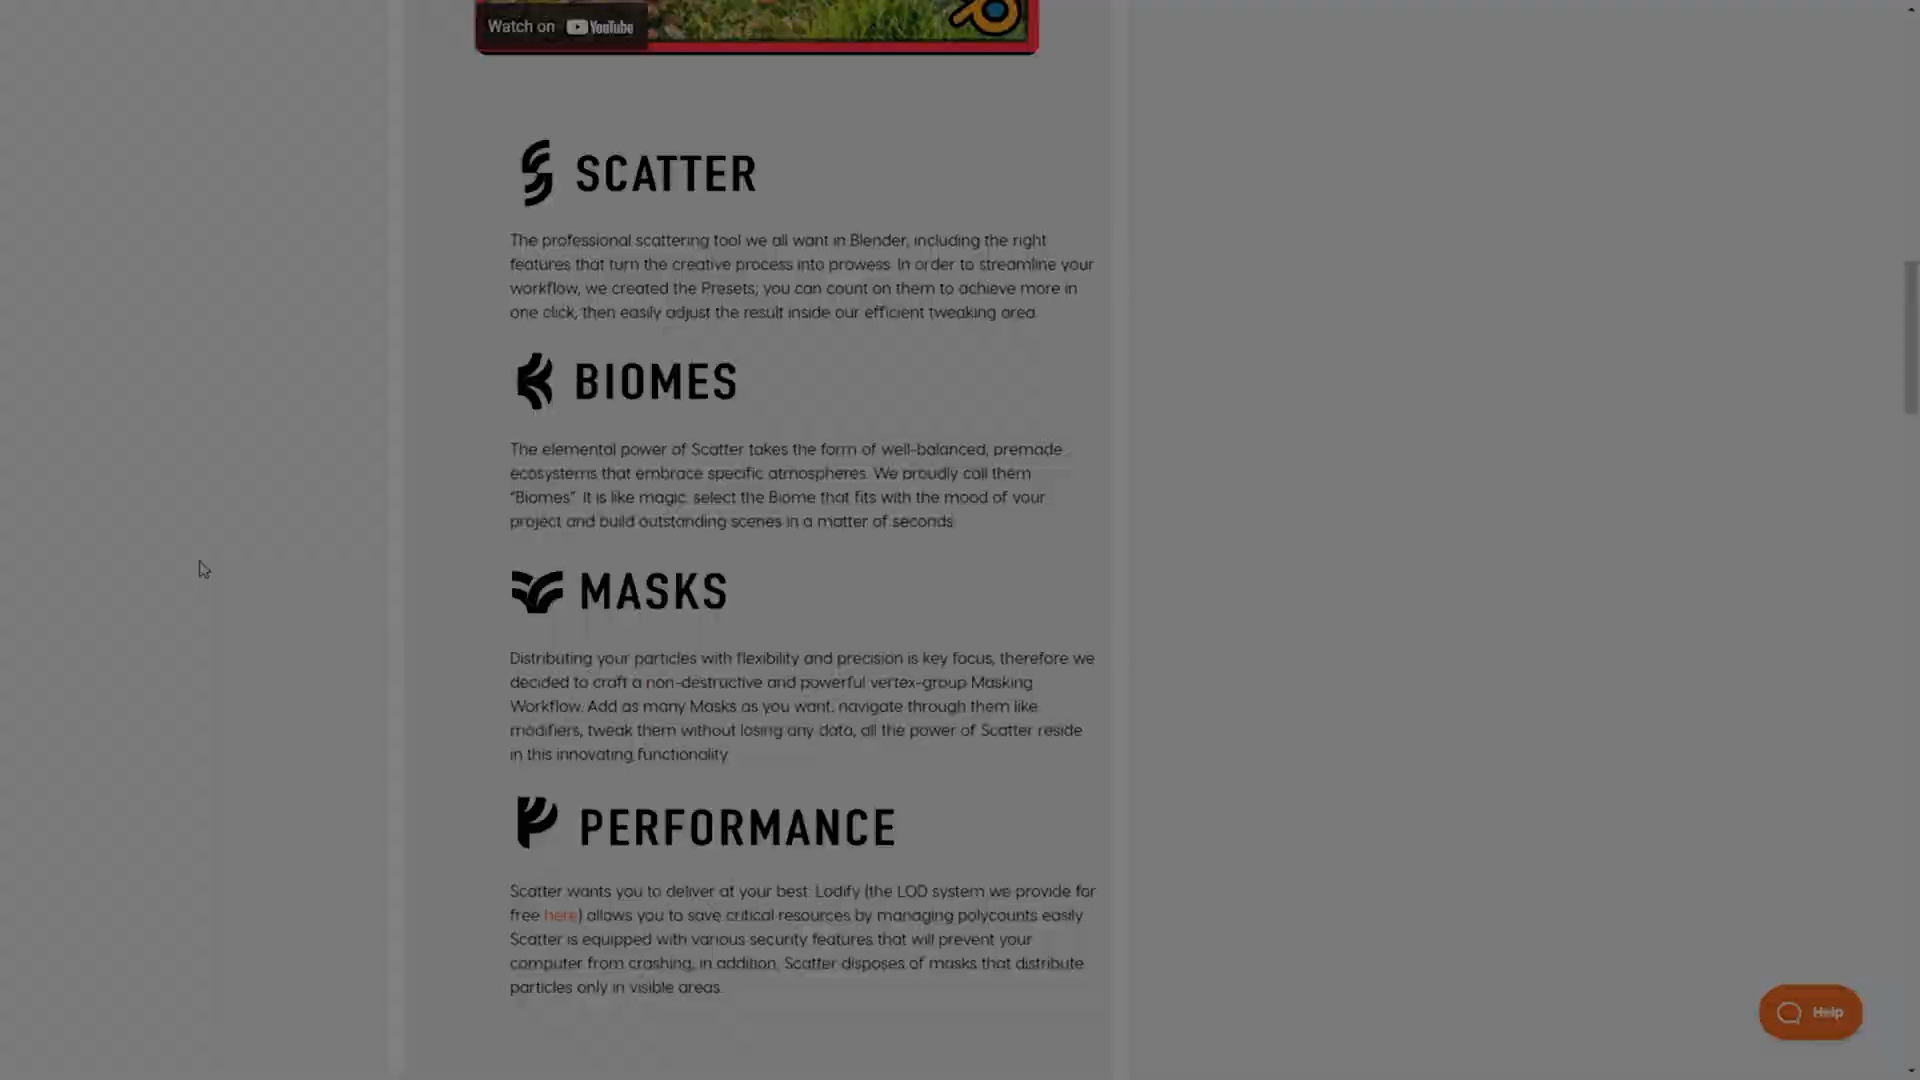 Watch on YouTube
SCATTER
The professional scattering tool we all want in Blender, including the right
features that turn the creative process into prowess. In order to streamline your
workflow, we created the Presets; you can count on them to achieve more in
one click, then easily adjust the result inside our efficient tweaking area.
BIOMES
The elemental power of Scatter takes the form of well-balanced, premade
ecosystems that embrace specific atmospheres. We proudly call them
“Biomes”. It is like magic: select the Biome that fits with the mood of your
project and build outstanding scenes in a matter of seconds.
MASKS
Distributing your particles with flexibility and precision is key focus, therefore we
decided to craft a non-destructive and powerful vertex-group Masking
Workflow. Add as many Masks as you want, navigate through them like
modifiers, tweak them without losing any data, all the power of Scatter reside
in this innovating functionality.
PERFORMANCE
Scatter wants you to deliver at your best. Lodify (the LOD system we provide for
free here) allows you to save critical resources by managing polycounts easily.
Scatter is equipped with various security features that will prevent your
computer from crashing, in addition, Scatter disposes of masks that distribute
particles only in visible areas.
Help